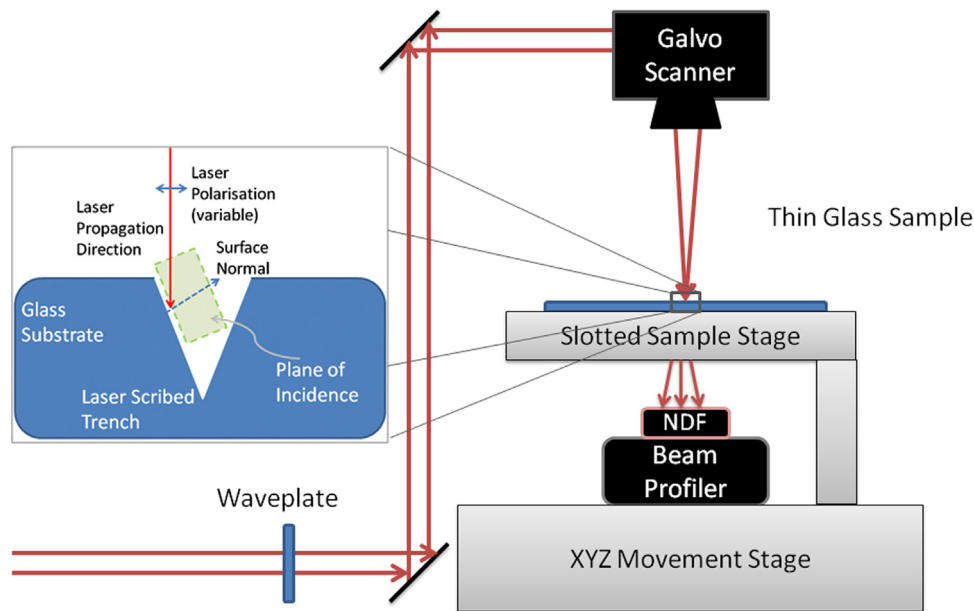 Galvo
Scanner
Laser
Polarisation
(variable)
Laser
Propagation
Direction
Surface
Normal
Glass
Substrate
Plane of
Incidence
Laser Scribed
Trench
Thin Glass Sample
Slotted Sample Stage
NDF
Beam
Profiler
Waveplate
XYZ Movement Stage